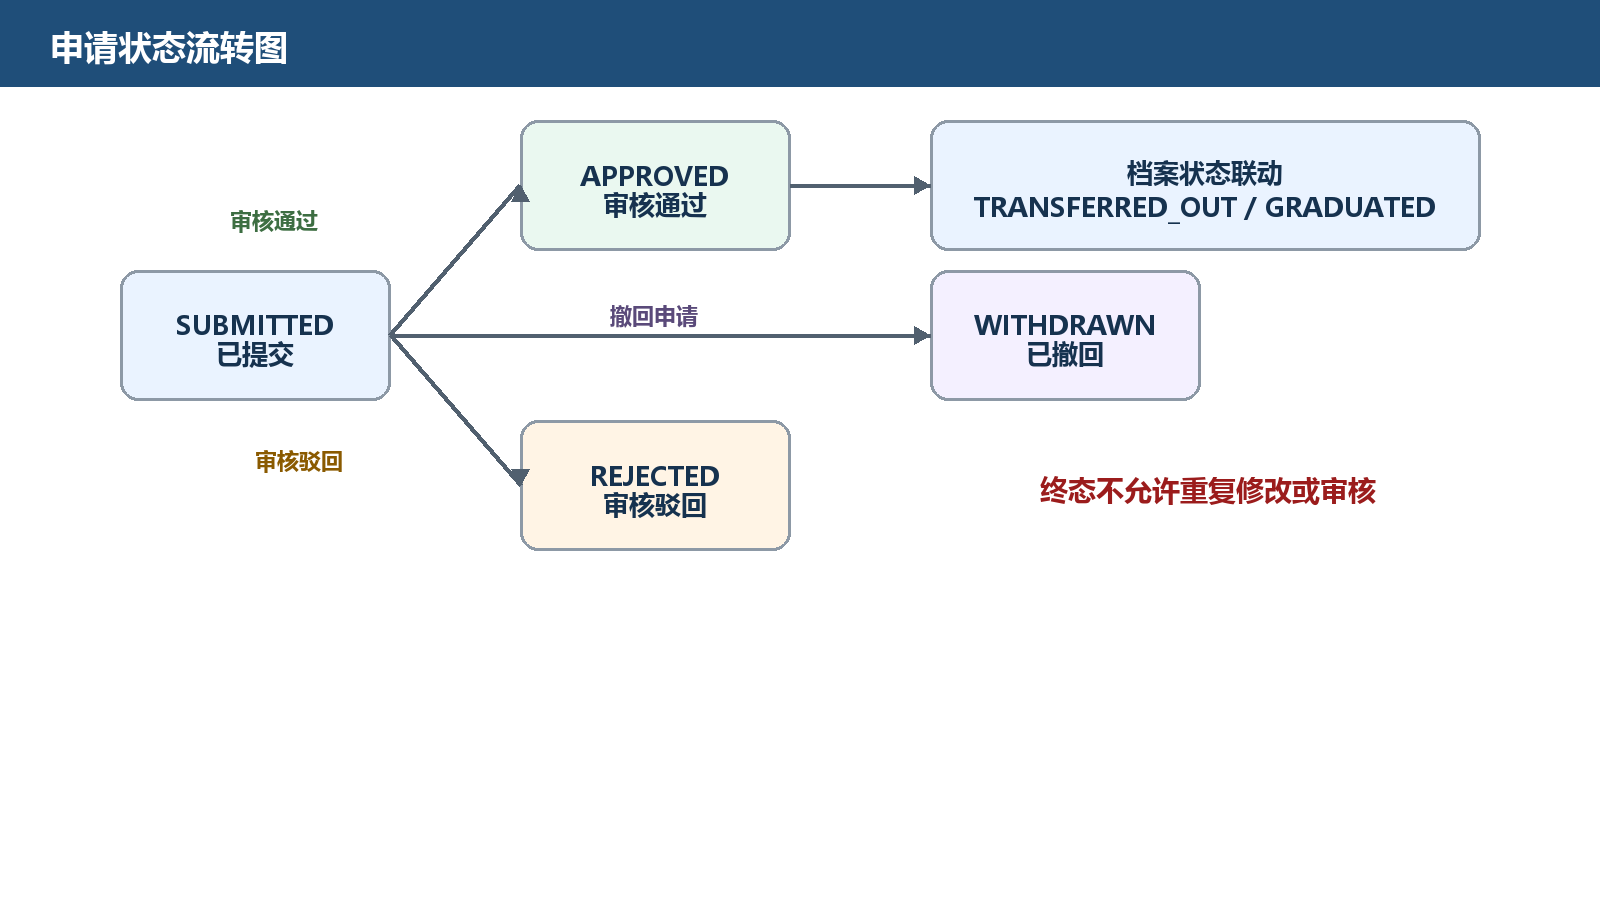 申请状态流转图
APPROVED
审核通过
档案状态联动
TRANSFERRED_OUT / GRADUATED
审核通过
SUBMITTED
已提交
撤回申请
WITHDRAWN
已撤回
审核驳回
REJECTED
审核驳回
终态不允许重复修改或审核